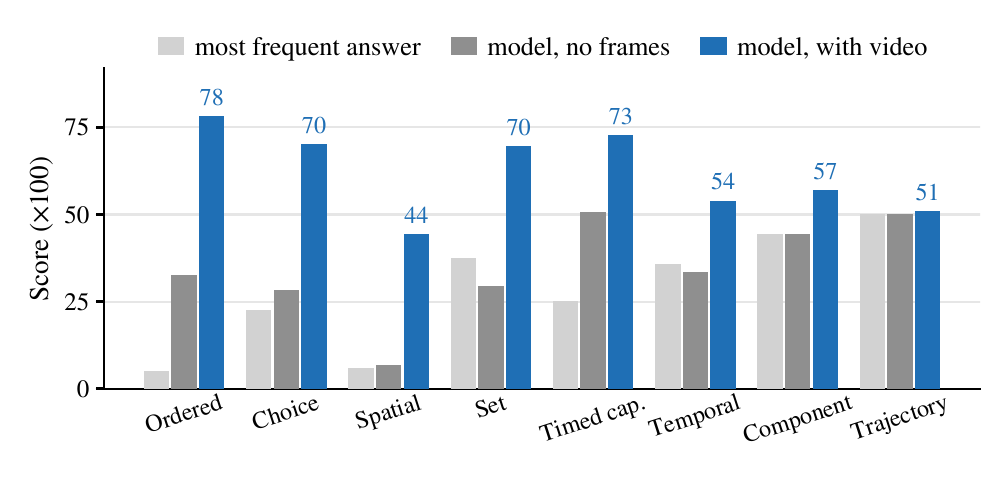 most frequent answer model, no frames model, with video
78 70 44 70 73 54 57 51
Score (×100)
75
50
25
0
Ordered Choice Spatial Set Timed cap. Temporal Component Trajectory